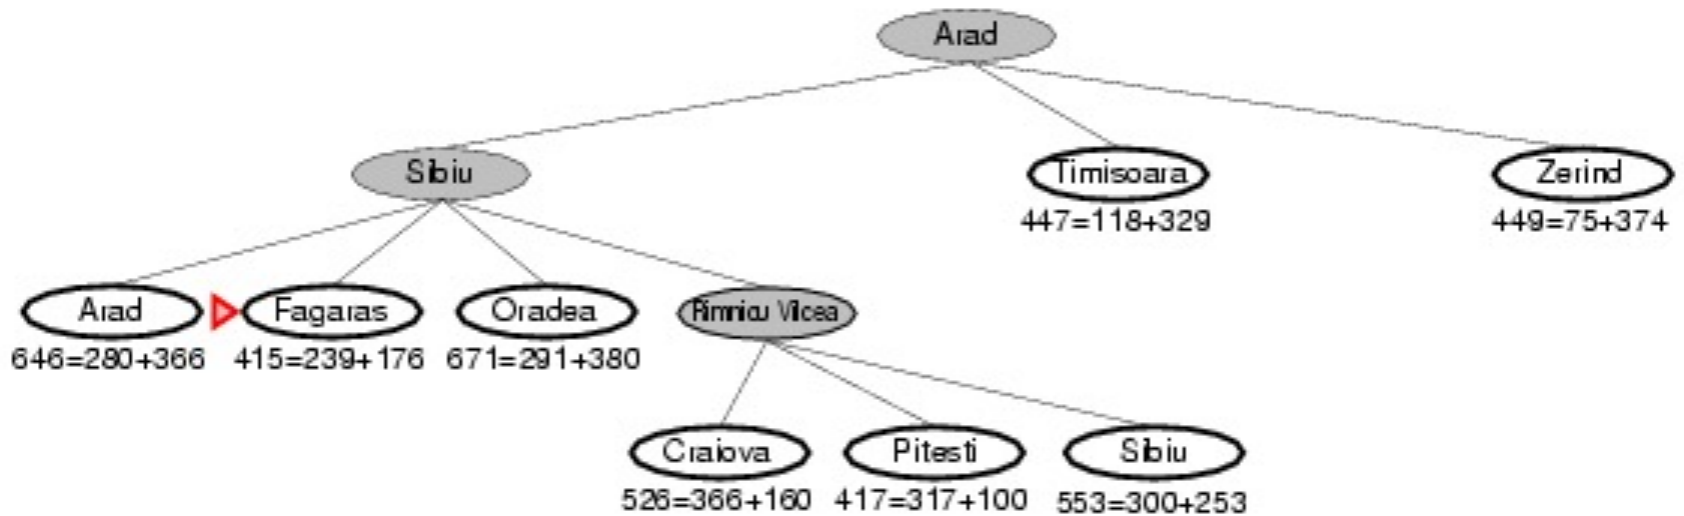 Arad
Sibiu
Timisoara
Zerind
447=118+329
449=75+374
Arad
Fagaras
Oradea
Rimnicu Vilcea
646=280+366
415=239+176
671=291+380
Craiova
Pitesti
Sibiu
526=366+160
417=317+100
553=300+253